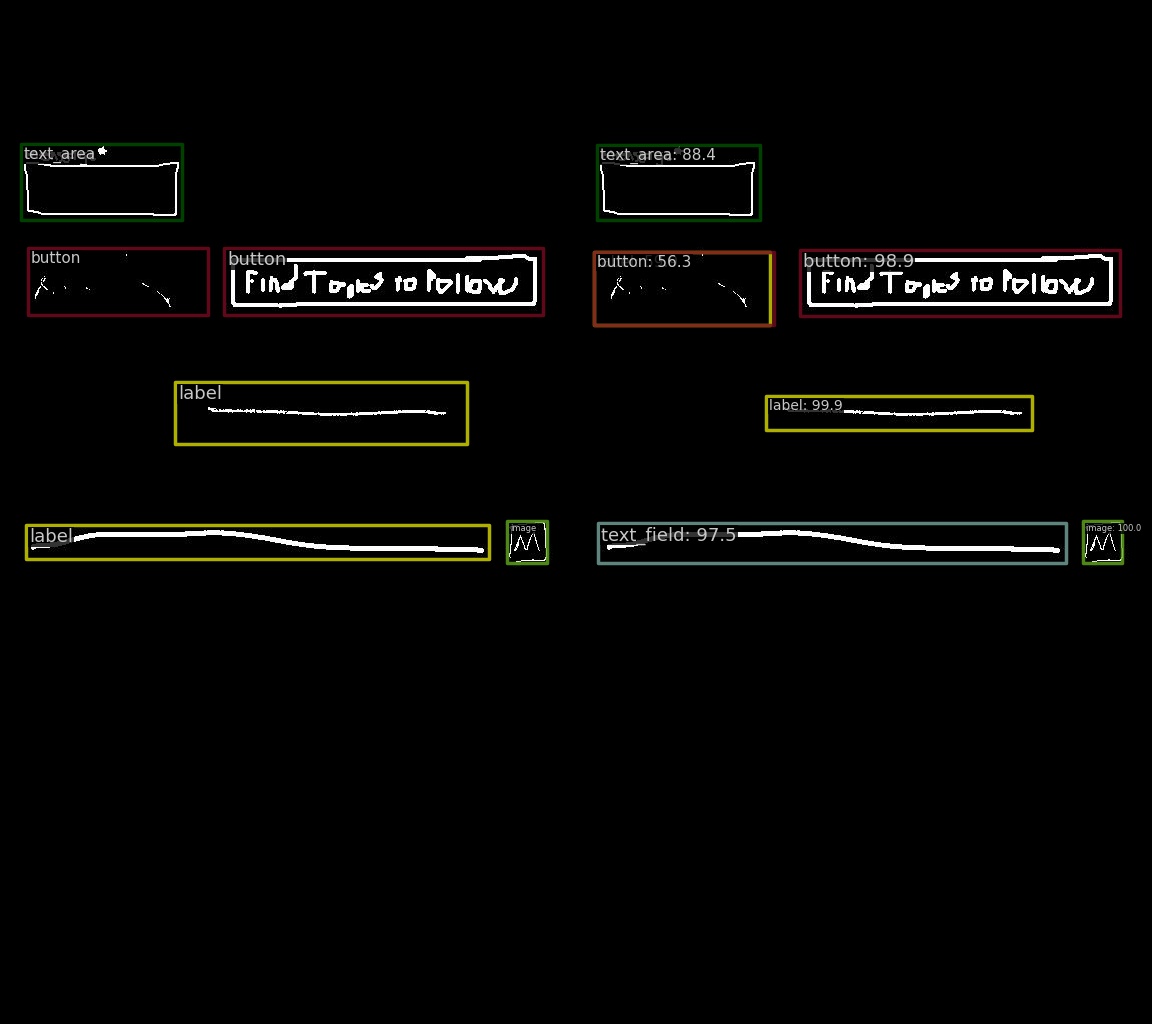 text_area text_area: 88.4
button button button: 56.3 button: 98.9
Find Topics to Follow Find Topics to Follow
label label: 99.9
label image text_field: 97.5 image: 100.0